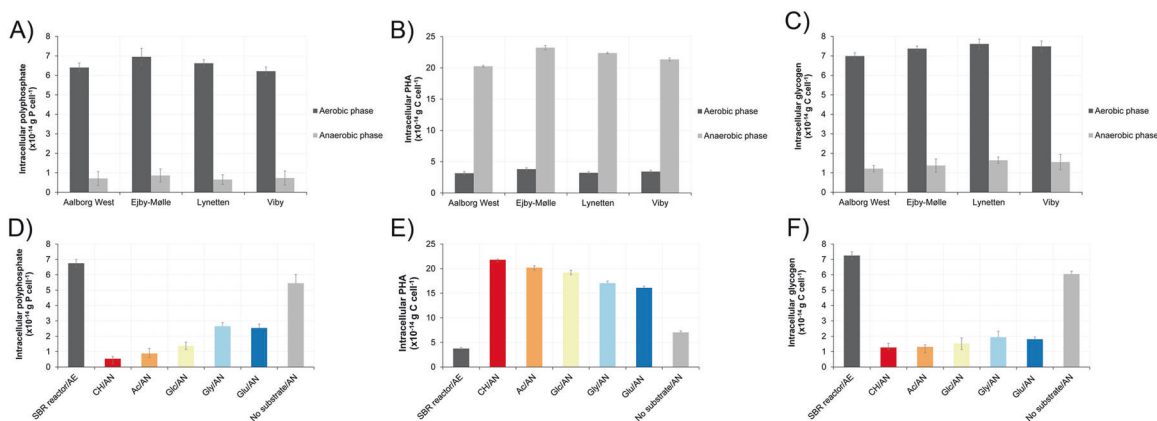 A)
Intracellular polyphosphate
(x10-14 g P cell-1)
8
7
6
5
4
3
2
1
0
Aalborg West
Ejby-Mølle
Lynetten
Viby
Aerobic phase
Anaerobic phase
B)
Intracellular PHA
(x10-14 g C cell-1)
25
20
15
10
5
0
Aalborg West
Ejby-Mølle
Lynetten
Viby
Aerobic phase
Anaerobic phase
C)
Intracellular glycogen
(x10-14 g C cell-1)
9
8
7
6
5
4
3
2
1
0
Aalborg West
Ejby-Mølle
Lynetten
Viby
Aerobic phase
Anaerobic phase
D)
Intracellular polyphosphate
(x10-14 g P cell-1)
8
7
6
5
4
3
2
1
0
SBR reactor/AE
CH/AN
Ac/AN
Glc/AN
Gly/AN
Glu/AN
No substrate/AN
E)
Intracellular PHA
(x10-14 g C cell-1)
25
20
15
10
5
0
SBR reactor/AE
CH/AN
Ac/AN
Glc/AN
Gly/AN
Glu/AN
No substrate/AN
F)
Intracellular glycogen
(x10-14 g C cell-1)
8
7
6
5
4
3
2
1
0
SBR reactor/AE
CH/AN
Ac/AN
Glc/AN
Gly/AN
Glu/AN
No substrate/AN